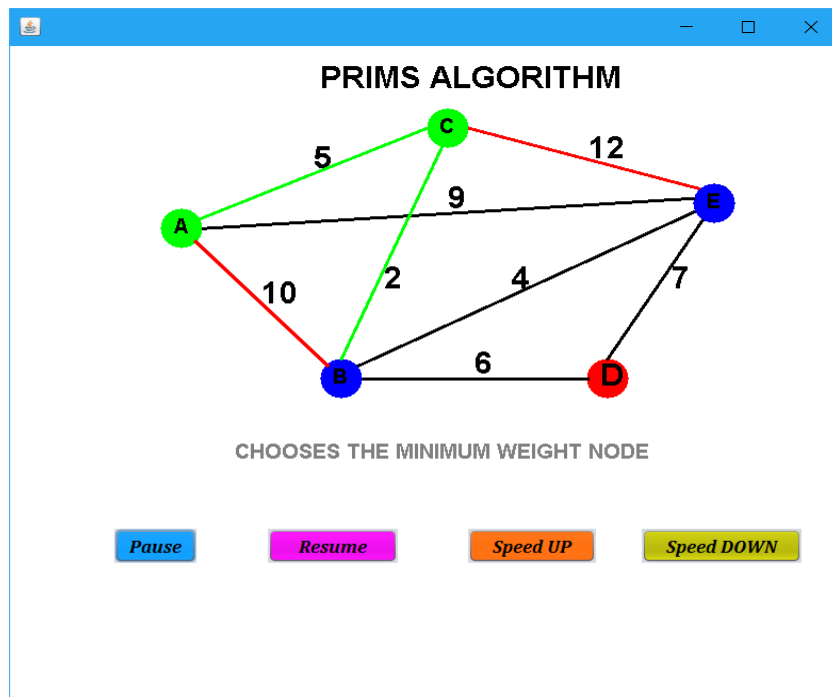 PRIMS ALGORITHM
C
5
12
9
E
A
10
2
4
7
6
B
D
CHOOSES THE MINIMUM WEIGHT NODE
Pause
Resume
Speed UP
Speed DOWN